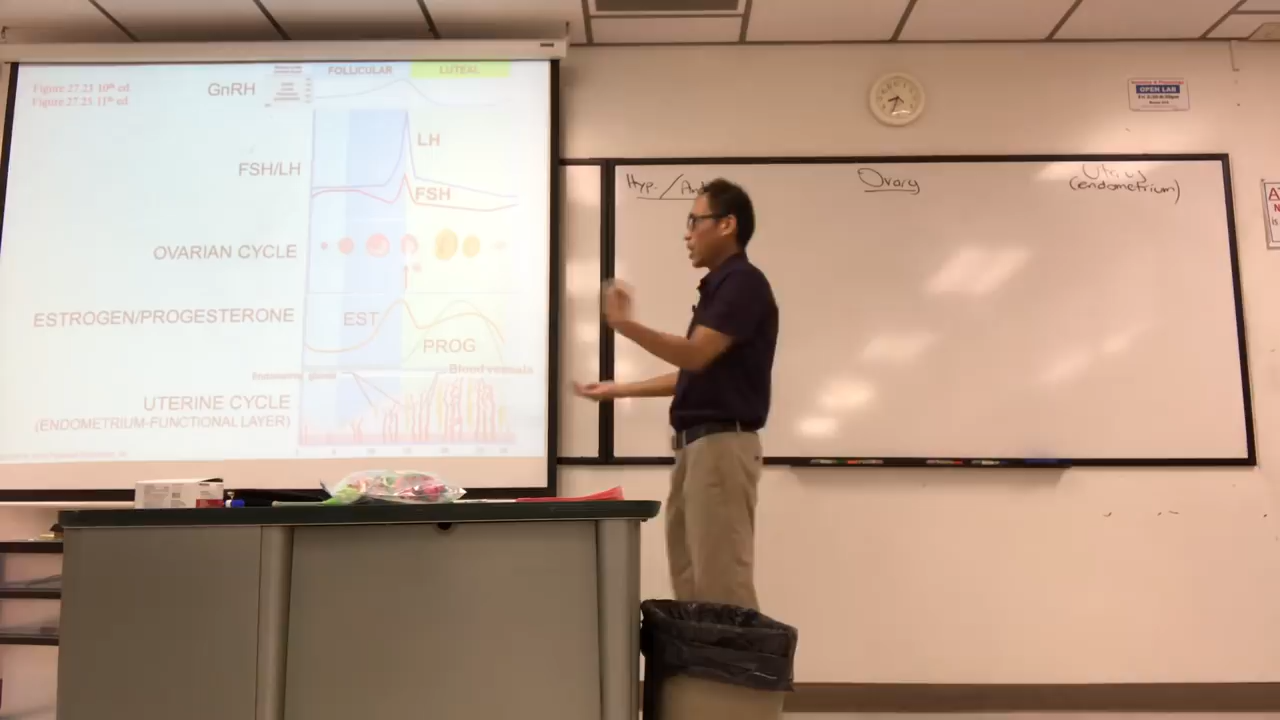 Figure 27.23 10th ed
Figure 27.23 11th ed
GnRH
FOLLICULAR
LUTEAL
FSH/LH
LH
FSH
OVARIAN CYCLE
ESTROGEN/PROGESTERONE
EST
PROG
Blood vessels
UTERINE CYCLE
(ENDOMETRIUM-FUNCTIONAL LAYER)
Hyp-/
Ovary
(endometrium)
OPEN LAB